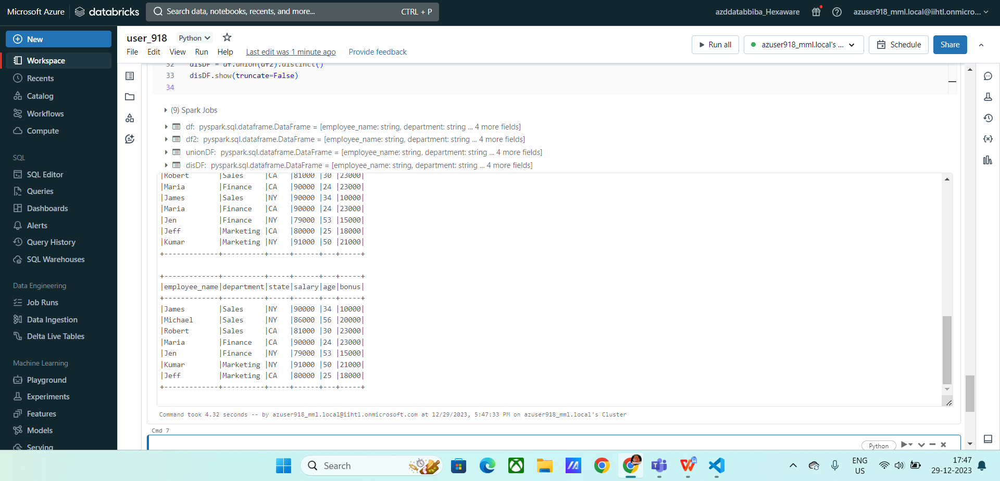 Microsoft Azure databricks Search data, notebooks, recents, and more... CTRL + P azddatabbiba_Hexaware azuser918_mml.local@iihtl.onmicro...
New
Workspace
Recents
Catalog
Workflows
Compute
SQL
SQL Editor
Queries
Dashboards
Alerts
Query History
SQL Warehouses
Data Engineering
Job Runs
Data Ingestion
Delta Live Tables
Machine Learning
Playground
Experiments
Features
Models
Serving
user_918 Python
File Edit View Run Help Last edit was 1 minute ago Provide feedback
Run all azuser918_mml.local's ... Schedule Share
32 disDF = df.union(df2).distinct()
33 disDF.show(truncate=False)
34
(9) Spark Jobs
df: pyspark.sql.dataframe.DataFrame = [employee_name: string, department: string ... 4 more fields]
df2: pyspark.sql.dataframe.DataFrame = [employee_name: string, department: string ... 4 more fields]
unionDF: pyspark.sql.dataframe.DataFrame = [employee_name: string, department: string ... 4 more fields]
disDF: pyspark.sql.dataframe.DataFrame = [employee_name: string, department: string ... 4 more fields]
|Robert       |Sales     |CA   |81000 |30 |23000|
|Maria        |Finance   |CA   |90000 |24 |23000|
|James        |Sales     |NY   |90000 |34 |10000|
|Maria        |Finance   |CA   |90000 |24 |23000|
|Jen          |Finance   |NY   |79000 |53 |15000|
|Jeff         |Marketing |CA   |80000 |25 |18000|
|Kumar        |Marketing |NY   |91000 |50 |21000|
+-------------+----------+-----+------+---+-----+
+-------------+----------+-----+------+---+-----+
|employee_name|department|state|salary|age|bonus|
+-------------+----------+-----+------+---+-----+
|James        |Sales     |NY   |90000 |34 |10000|
|Michael      |Sales     |NY   |86000 |56 |20000|
|Robert       |Sales     |CA   |81000 |30 |23000|
|Maria        |Finance   |CA   |90000 |24 |23000|
|Jen          |Finance   |NY   |79000 |53 |15000|
|Kumar        |Marketing |NY   |91000 |50 |21000|
|Jeff         |Marketing |CA   |80000 |25 |18000|
+-------------+----------+-----+------+---+-----+
Command took 4.32 seconds -- by azuser918_mml.local@iihtl.onmicrosoft.com at 12/29/2023, 5:47:33 PM on azuser918_mml.local's Cluster
Cmd 7
Python
Search
ENG
US
17:47
29-12-2023